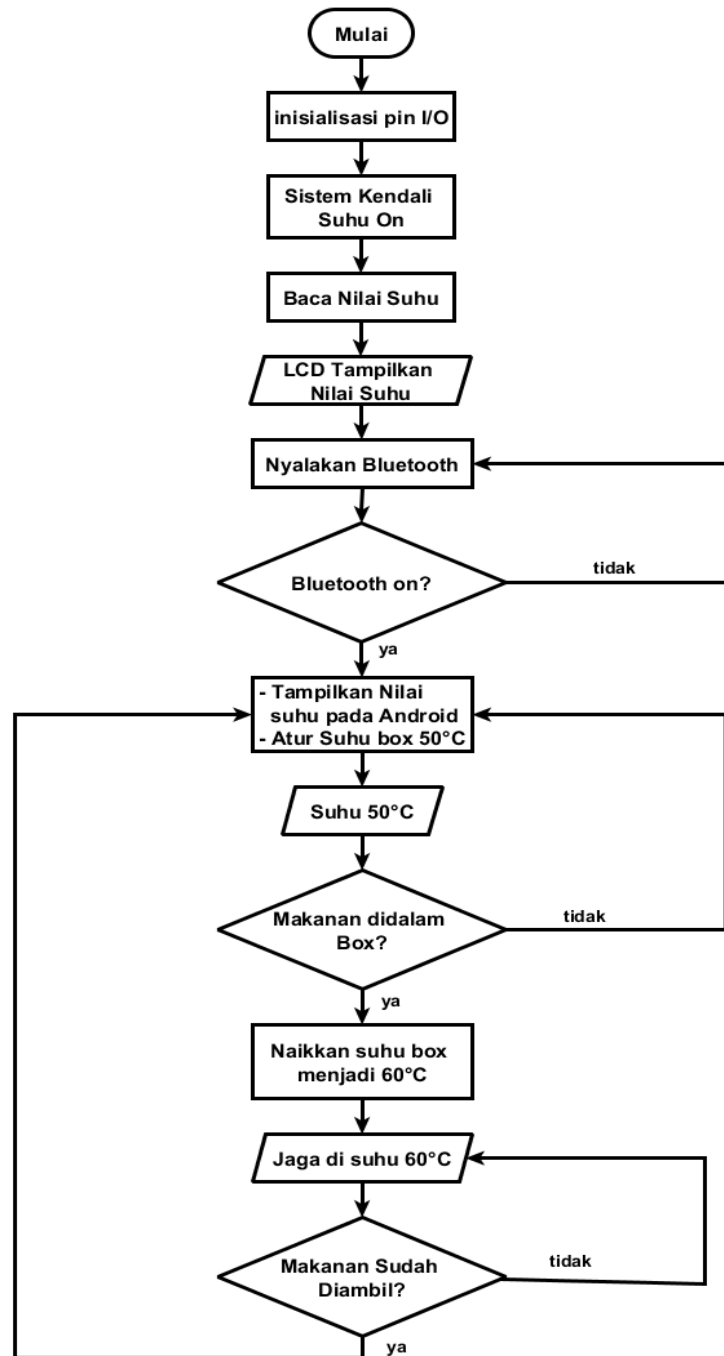 Mulai
inisialisasi pin I/O
Sistem Kendali
Suhu On
Baca Nilai Suhu
LCD Tampilkan
Nilai Suhu
Nyalakan Bluetooth
Bluetooth on?
tidak
ya
- Tampilkan Nilai
suhu pada Android
- Atur Suhu box 50°C
Suhu 50°C
Makanan didalam
Box?
tidak
ya
Naikkan suhu box
menjadi 60°C
Jaga di suhu 60°C
Makanan Sudah
Diambil?
tidak
ya